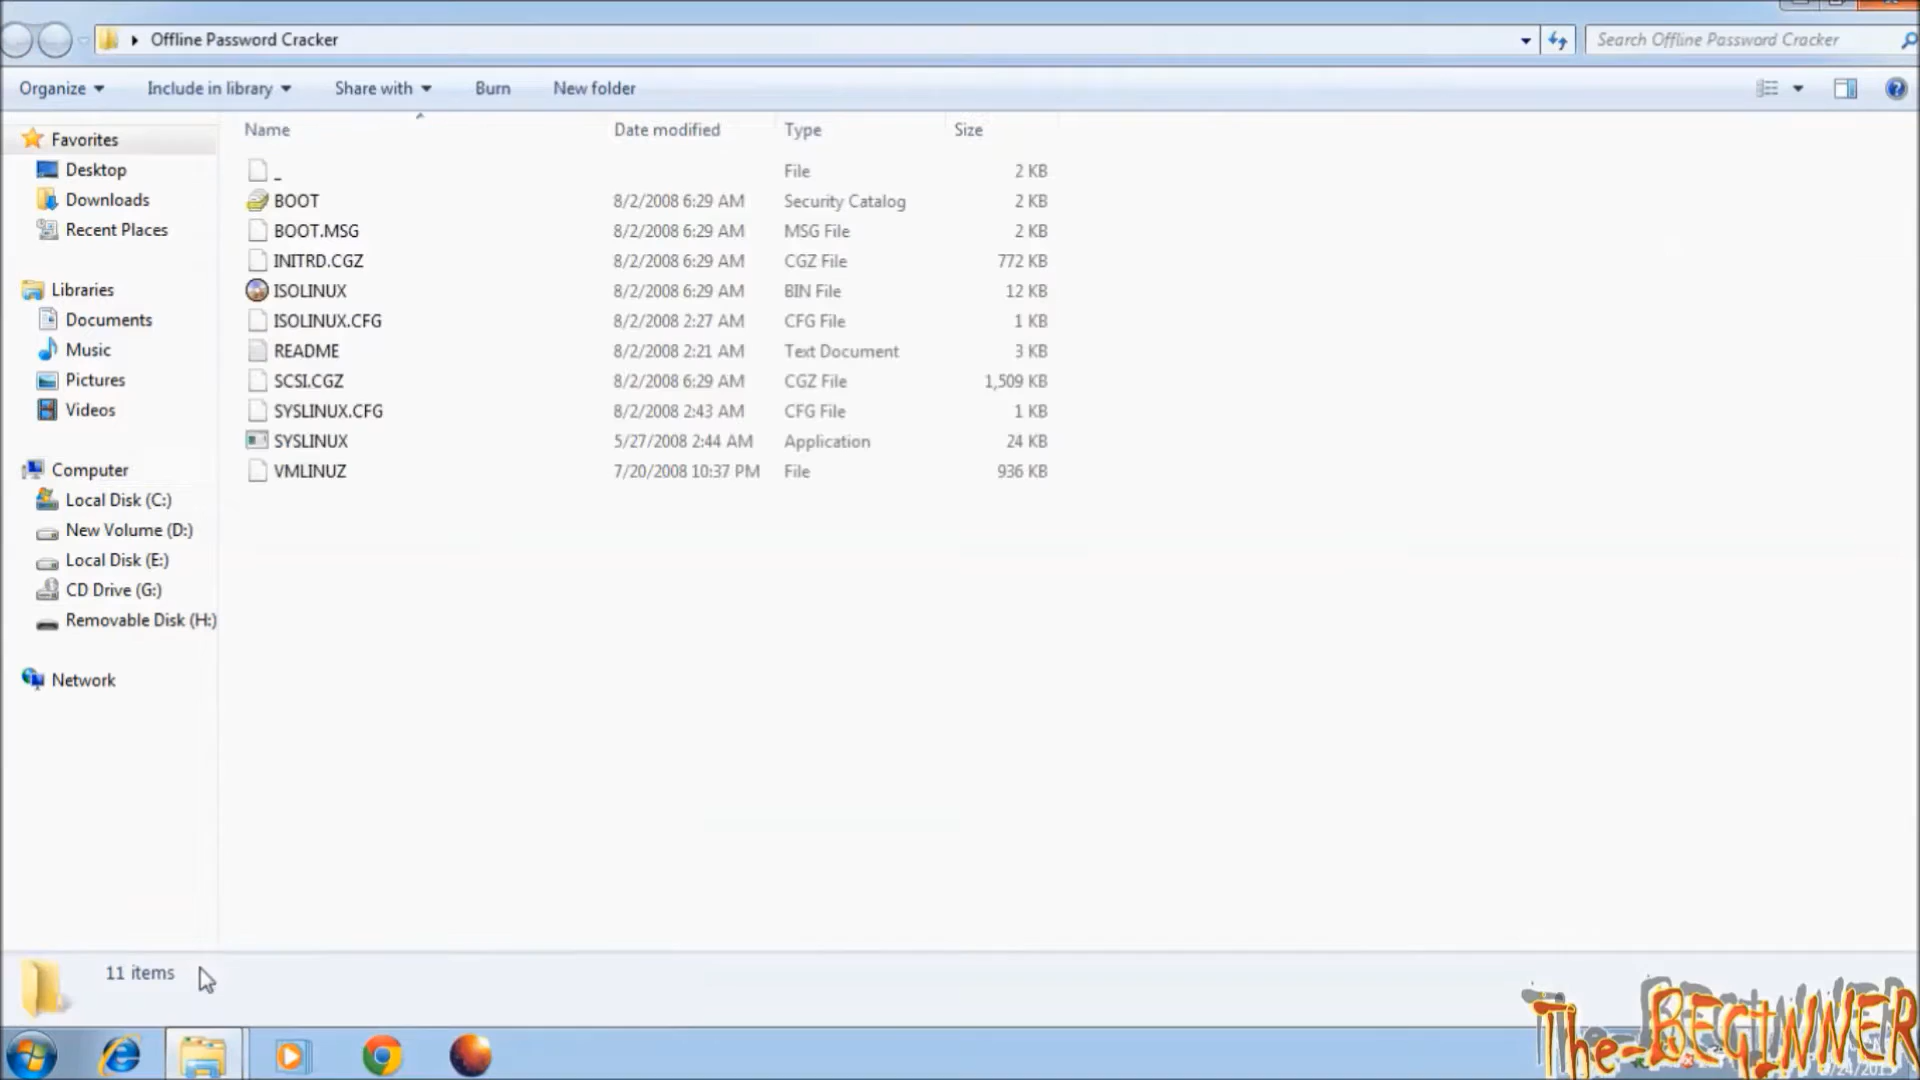 Offline Password Cracker
Search Offline Password Cracker
Organize Include in library Share with Burn New folder
Name Date modified Type Size
Favorites
Desktop
Downloads
Recent Places
Libraries
Documents
Music
Pictures
Videos
Computer
Local Disk (C:)
New Volume (D:)
Local Disk (E:)
CD Drive (G:)
Removable Disk (H:)
Network
_ File 2 KB
BOOT 8/2/2008 6:29 AM Security Catalog 2 KB
BOOT.MSG 8/2/2008 6:29 AM MSG File 2 KB
INITRD.CGZ 8/2/2008 6:29 AM CGZ File 772 KB
ISOLINUX 8/2/2008 6:29 AM BIN File 12 KB
ISOLINUX.CFG 8/2/2008 2:27 AM CFG File 1 KB
README 8/2/2008 2:21 AM Text Document 3 KB
SCSI.CGZ 8/2/2008 6:29 AM CGZ File 1,509 KB
SYSLINUX.CFG 8/2/2008 2:43 AM CFG File 1 KB
SYSLINUX 5/27/2008 2:44 AM Application 24 KB
VMLINUZ 7/20/2008 10:37 PM File 936 KB
11 items
The-BEGINNER